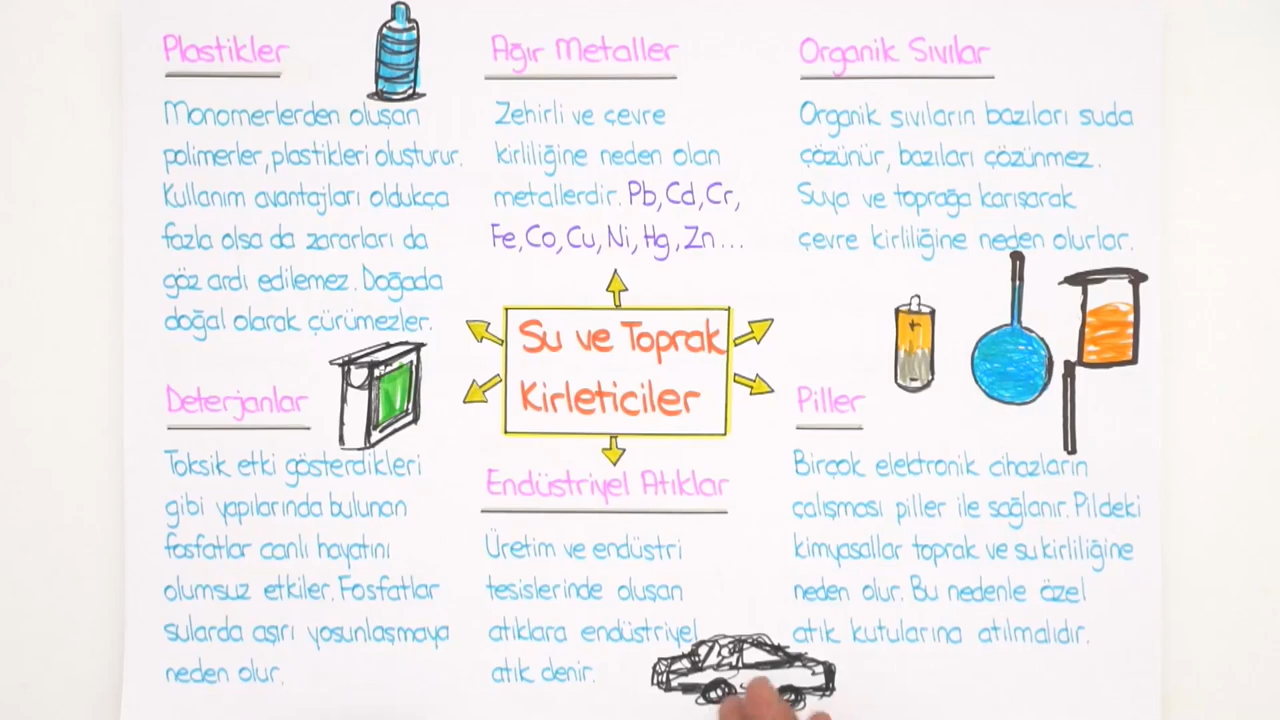 Plastikler
Monomerlerden oluşan
polimerler, plastikleri oluşturur.
Kullanım avantajları oldukça
fazla olsa da zararları da
göz ardı edilemez. Doğada
doğal olarak çürümezler.
Ağır Metaller
Zehirli ve çevre
kirliliğine neden olan
metallerdir. Pb, Cd, Cr,
Fe, Co, Cu, Ni, Hg, Zn...
Organik Sıvılar
Organik sıvıların bazıları suda
çözünür, bazıları çözünmez.
Suya ve toprağa karışarak
çevre kirliliğine neden olurlar.
Su ve Toprak
Kirleticiler
Deterjanlar
Toksik etki gösterdikleri
gibi yapılarında bulunan
fosfatlar canlı hayatını
olumsuz etkiler. Fosfatlar
sularda aşırı yosunlaşmaya
neden olur.
Endüstriyel Atıklar
Üretim ve endüstri
tesislerinde oluşan
atıklara endüstriyel
atık denir.
Piller
Birçok elektronik cihazların
çalışması piller ile sağlanır. Pildeki
kimyasallar toprak ve su kirliliğine
neden olur. Bu nedenle özel
atık kutularına atılmalıdır.